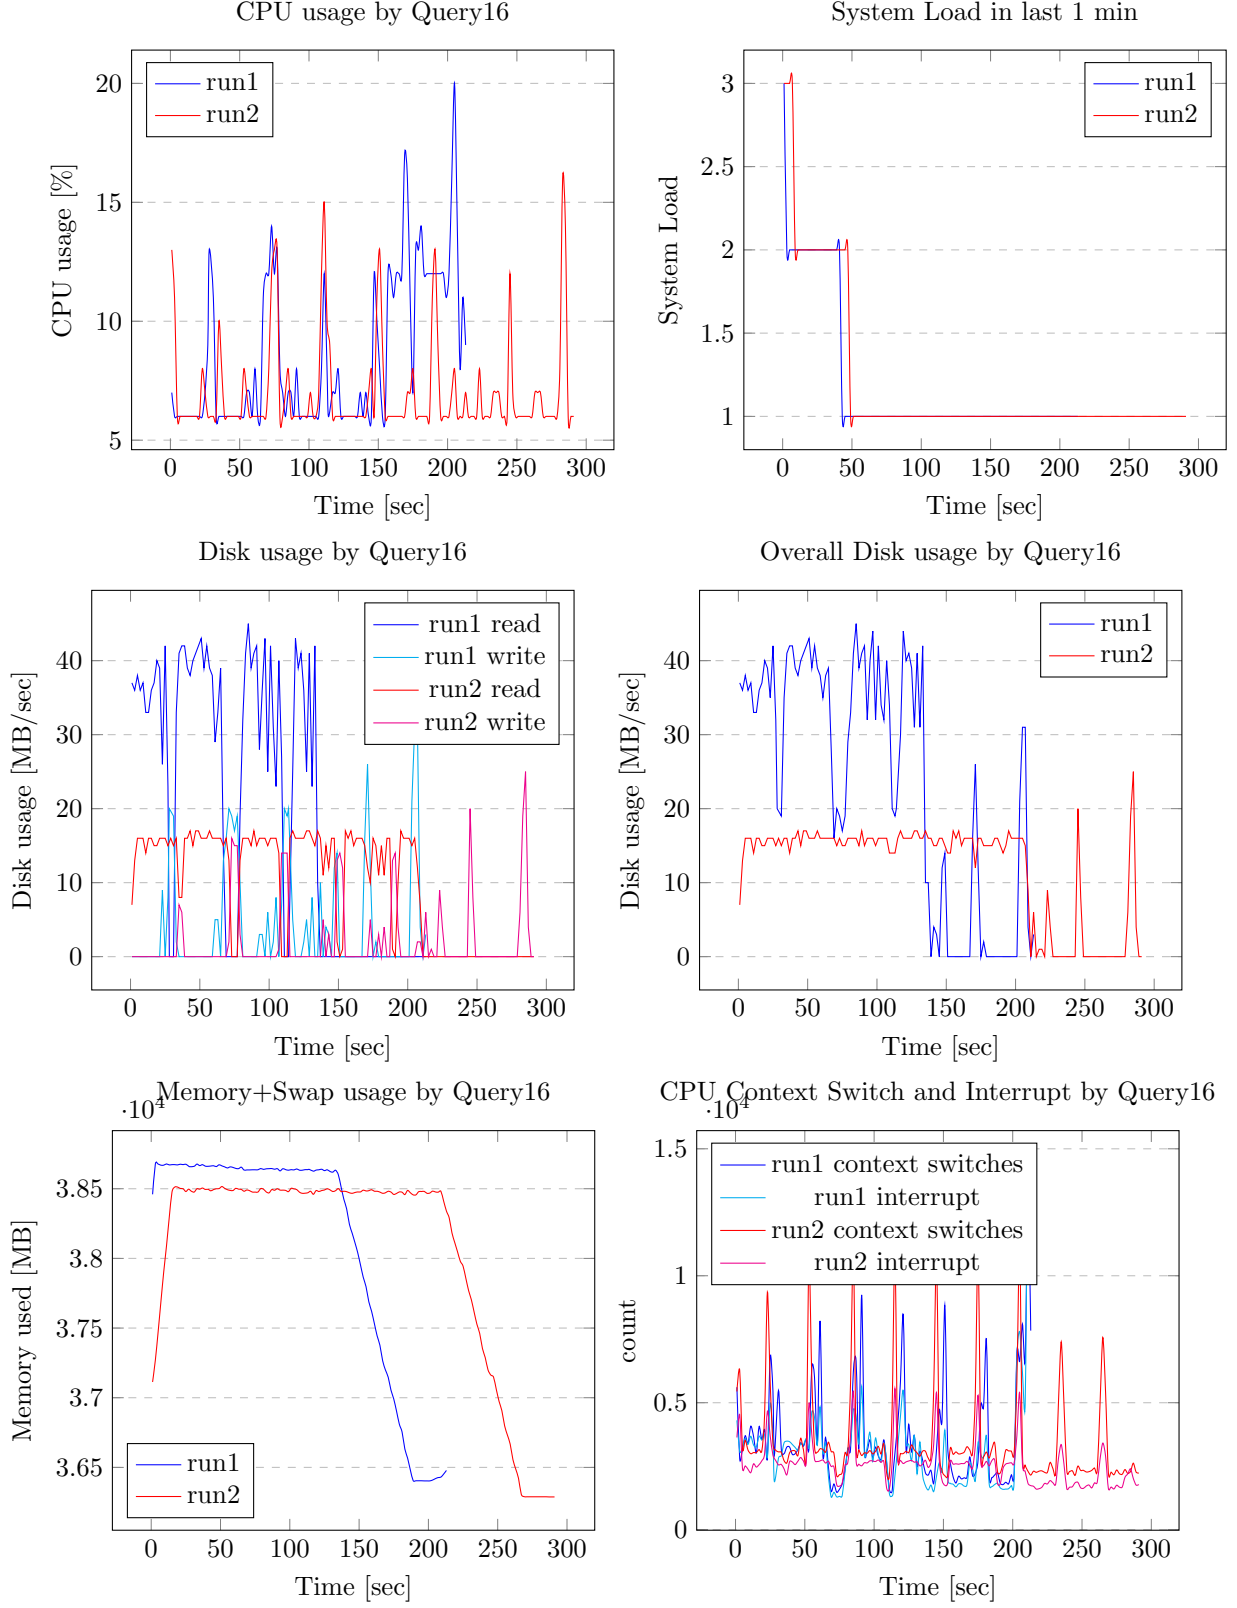 CPU usage by Query16
run1
run2
20
15
10
5
CPU usage [%]
0 50 100 150 200 250 300
Time [sec]
System Load in last 1 min
run1
run2
3
2.5
2
1.5
1
System Load
0 50 100 150 200 250 300
Time [sec]
Disk usage by Query16
run1 read
run1 write
run2 read
run2 write
40
30
20
10
0
Disk usage [MB/sec]
0 50 100 150 200 250 300
Time [sec]
Overall Disk usage by Query16
run1
run2
40
30
20
10
0
Disk usage [MB/sec]
0 50 100 150 200 250 300
Time [sec]
Memory+Swap usage by Query16
·10⁴
3.85
3.8
3.75
3.7
3.65
Memory used [MB]
run1
run2
0 50 100 150 200 250 300
Time [sec]
CPU Context Switch and Interrupt by Query16
·10⁴
run1 context switches
run1 interrupt
run2 context switches
run2 interrupt
1.5
1
0.5
0
count
0 50 100 150 200 250 300
Time [sec]